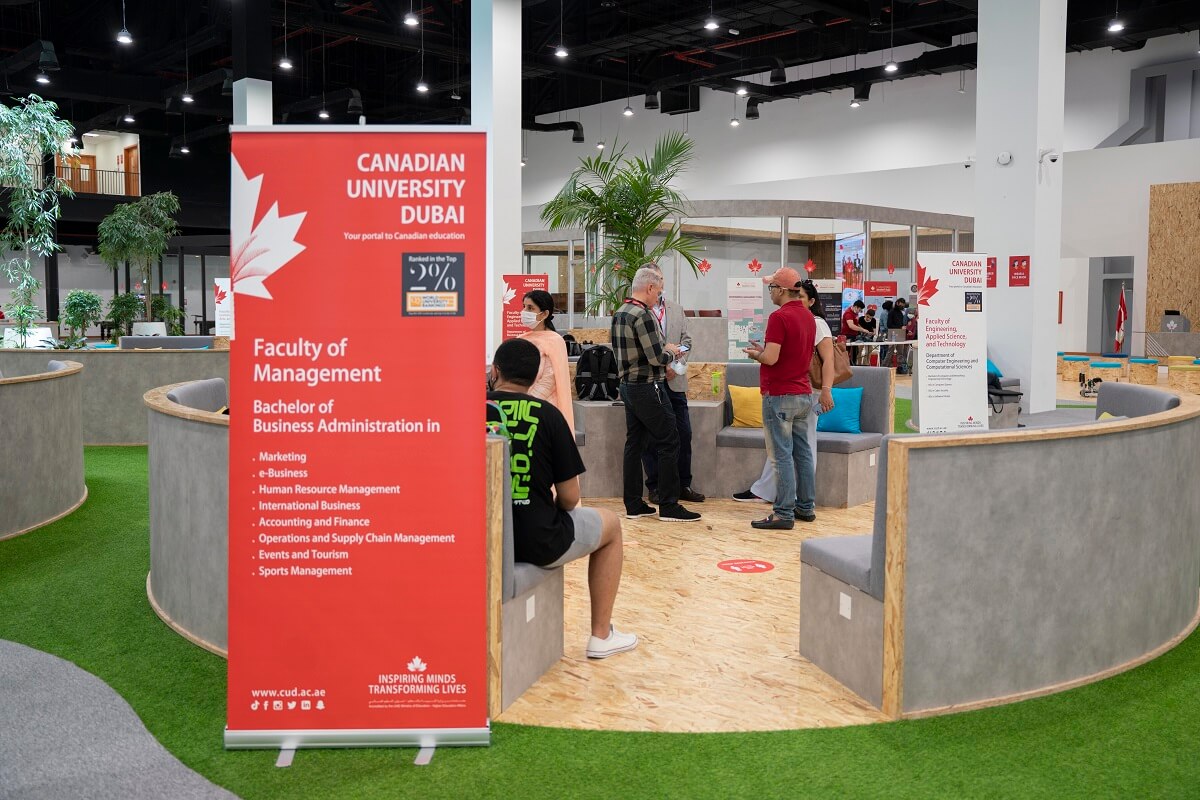 CANADIAN
UNIVERSITY
DUBAI
Your portal to Canadian education
Ranked in the Top
2%
WORLD
UNIVERSITY
Faculty of
Management
Bachelor of
Business Administration in
. Marketing
. e-Business
. Human Resource Management
. International Business
. Accounting and Finance
. Operations and Supply Chain Management
. Events and Tourism
. Sports Management
www.cud.ac.ae
INSPIRING MINDS
TRANSFORMING LIVES
CANADIAN
UNIVERSITY
DUBAI
Faculty of
Engineering,
Applied Science,
and Technology
Department of
Computer Engineering and
Computational Sciences